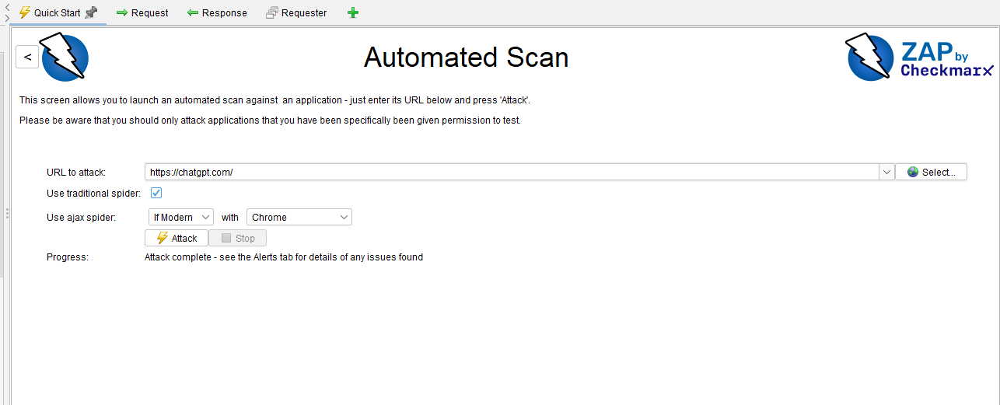 Quick Start
Request
Response
Requester
<
Automated Scan
ZAP by
Checkmarx
This screen allows you to launch an automated scan against  an application - just enter its URL below and press 'Attack'.
Please be aware that you should only attack applications that you have been specifically been given permission to test.
URL to attack: https://chatgpt.com/ Select...
Use traditional spider:
Use ajax spider: If Modern with Chrome
Attack Stop
Progress: Attack complete - see the Alerts tab for details of any issues found